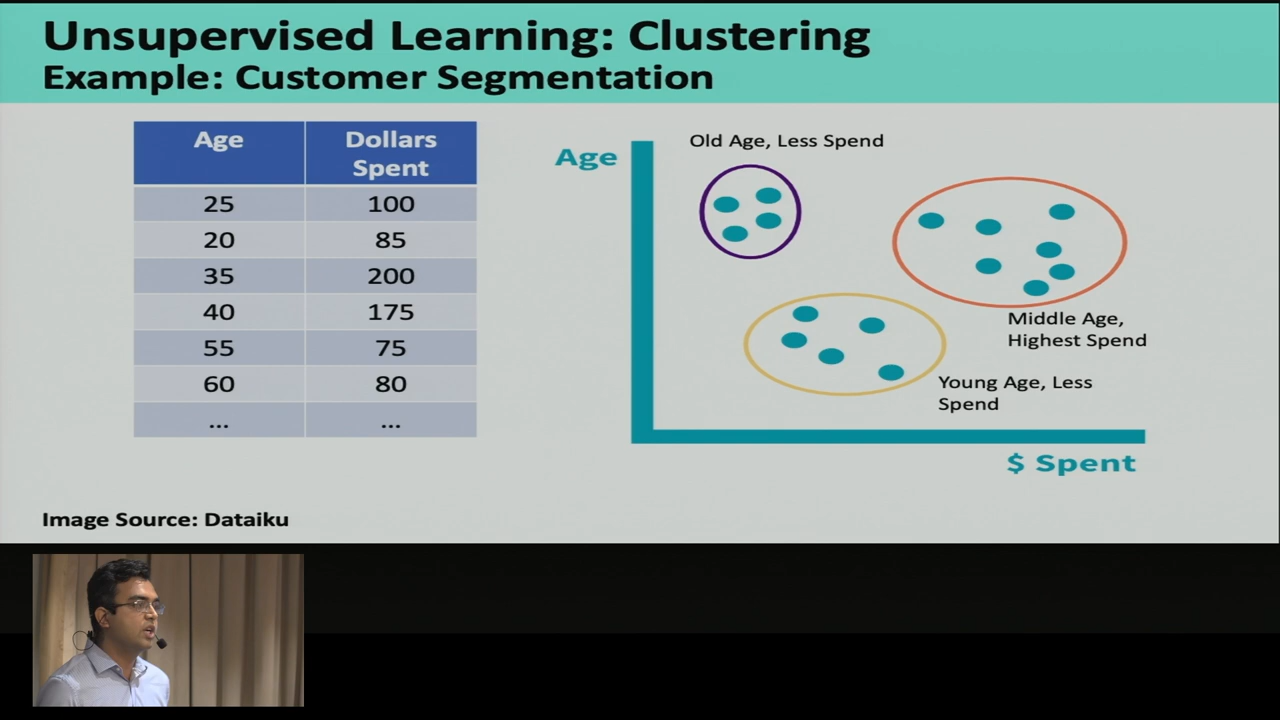 Unsupervised Learning: Clustering
Example: Customer Segmentation
Age
Dollars
Spent
25 100
20 85
35 200
40 175
55 75
60 80
... ...
Age
Old Age, Less Spend
Middle Age,
Highest Spend
Young Age, Less
Spend
$ Spent
Image Source: Dataiku